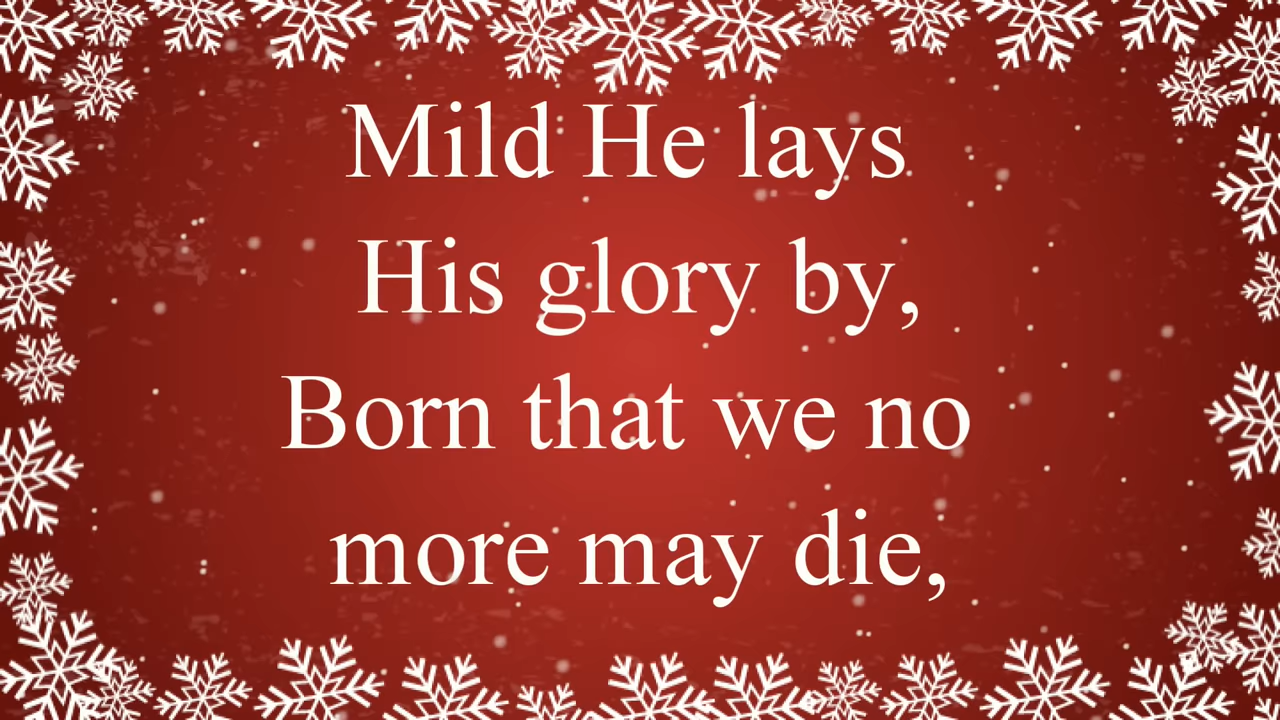 Mild He lays
His glory by,
Born that we no
more may die,